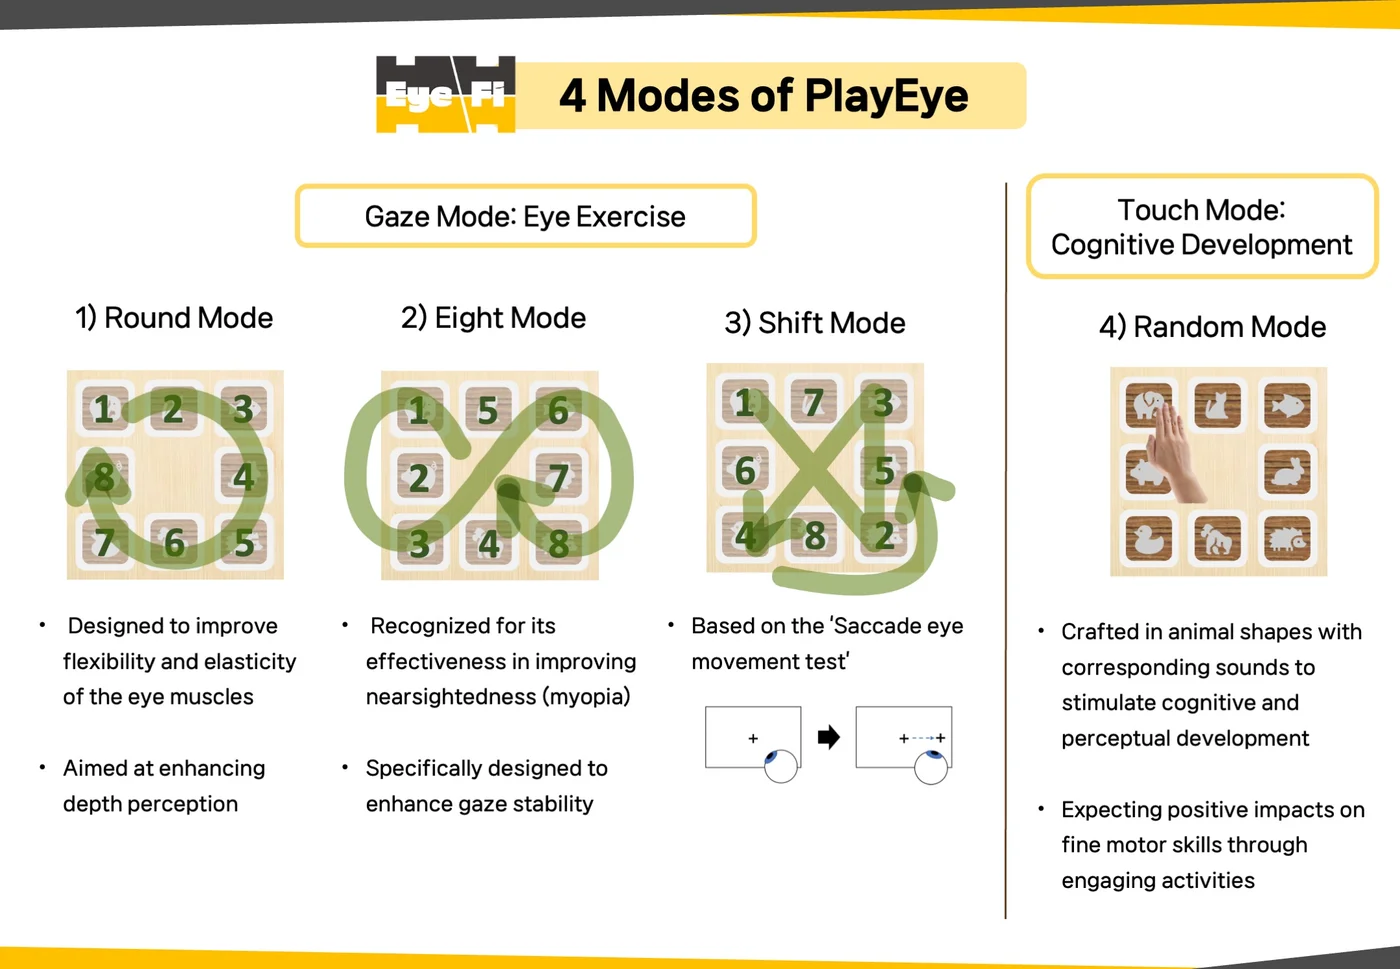 Eye Fi
4 Modes of PlayEye
Gaze Mode: Eye Exercise
1) Round Mode
1 2 3
8 4
7 6 5
• Designed to improve
flexibility and elasticity
of the eye muscles
• Aimed at enhancing
depth perception
2) Eight Mode
1 5 6
2 7
3 4 8
• Recognized for its
effectiveness in improving
nearsightedness (myopia)
• Specifically designed to
enhance gaze stability
3) Shift Mode
1 7 3
6 5
4 8 2
• Based on the 'Saccade eye
movement test'
Touch Mode:
Cognitive Development
4) Random Mode
• Crafted in animal shapes with
corresponding sounds to
stimulate cognitive and
perceptual development
• Expecting positive impacts on
fine motor skills through
engaging activities